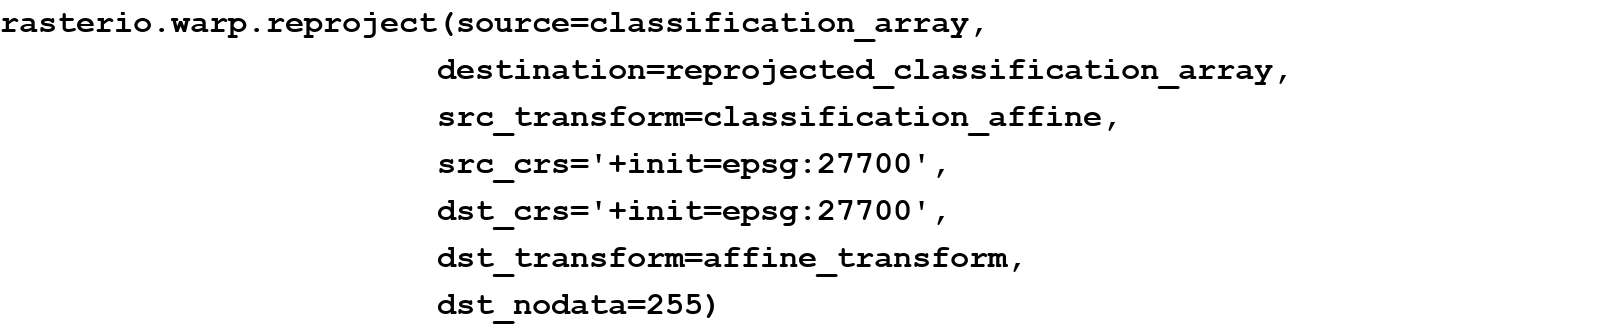 rasterio.warp.reproject(source=classification_array,
                       destination=reprojected_classification_array,
                       src_transform=classification_affine,
                       src_crs='+init=epsg:27700',
                       dst_crs='+init=epsg:27700',
                       dst_transform=affine_transform,
                       dst_nodata=255)